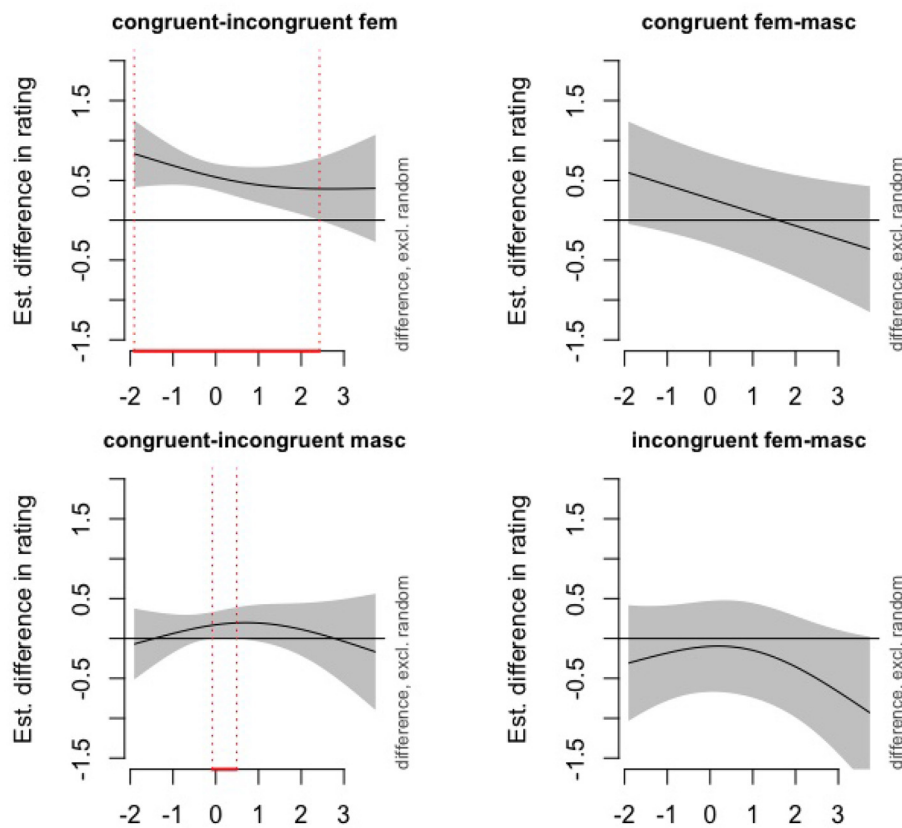 congruent-incongruent fem
Est. difference in rating
1.5
0.5
-0.5
-1.5
-2 -1 0 1 2 3
difference, excl. random
congruent fem-masc
Est. difference in rating
1.5
0.5
-0.5
-1.5
-2 -1 0 1 2 3
difference, excl. random
congruent-incongruent masc
Est. difference in rating
1.5
0.5
-0.5
-1.5
-2 -1 0 1 2 3
difference, excl. random
incongruent fem-masc
Est. difference in rating
1.5
0.5
-0.5
-1.5
-2 -1 0 1 2 3
difference, excl. random